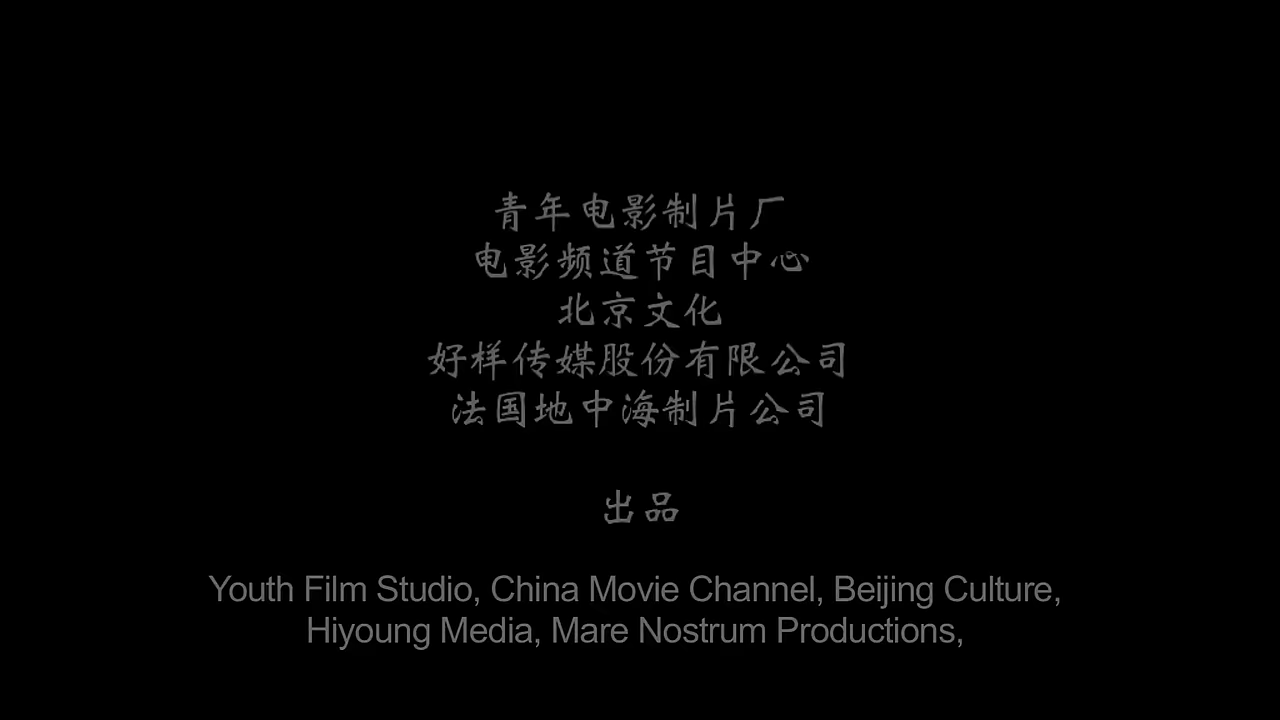 青年电影制片厂
电影频道节目中心
北京文化
好样传媒股份有限公司
法国地中海制片公司
出品
Youth Film Studio, China Movie Channel, Beijing Culture,
Hiyoung Media, Mare Nostrum Productions,